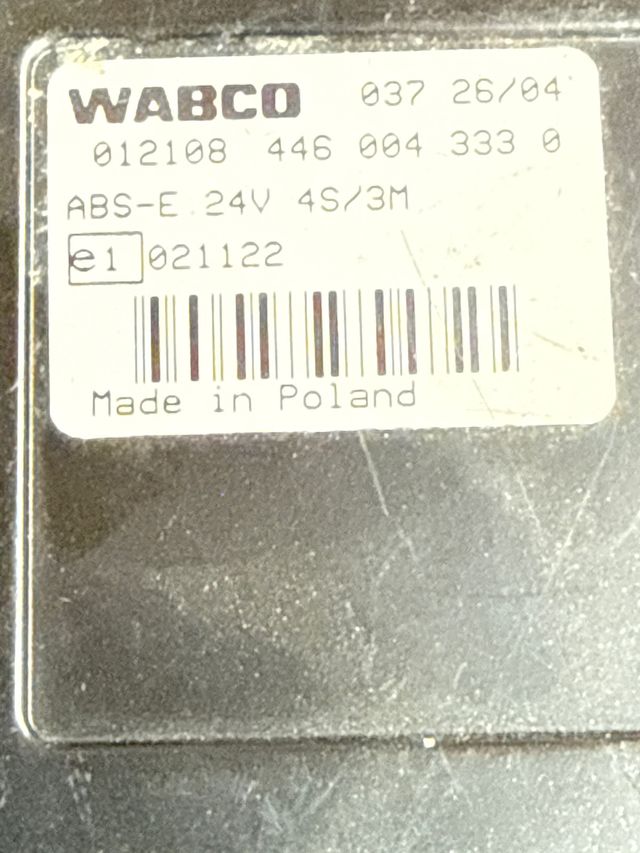 WABCO 037 26/04
012108 446 004 333 0
ABS-E 24V 4S/3M
e1 021122
Made in Poland